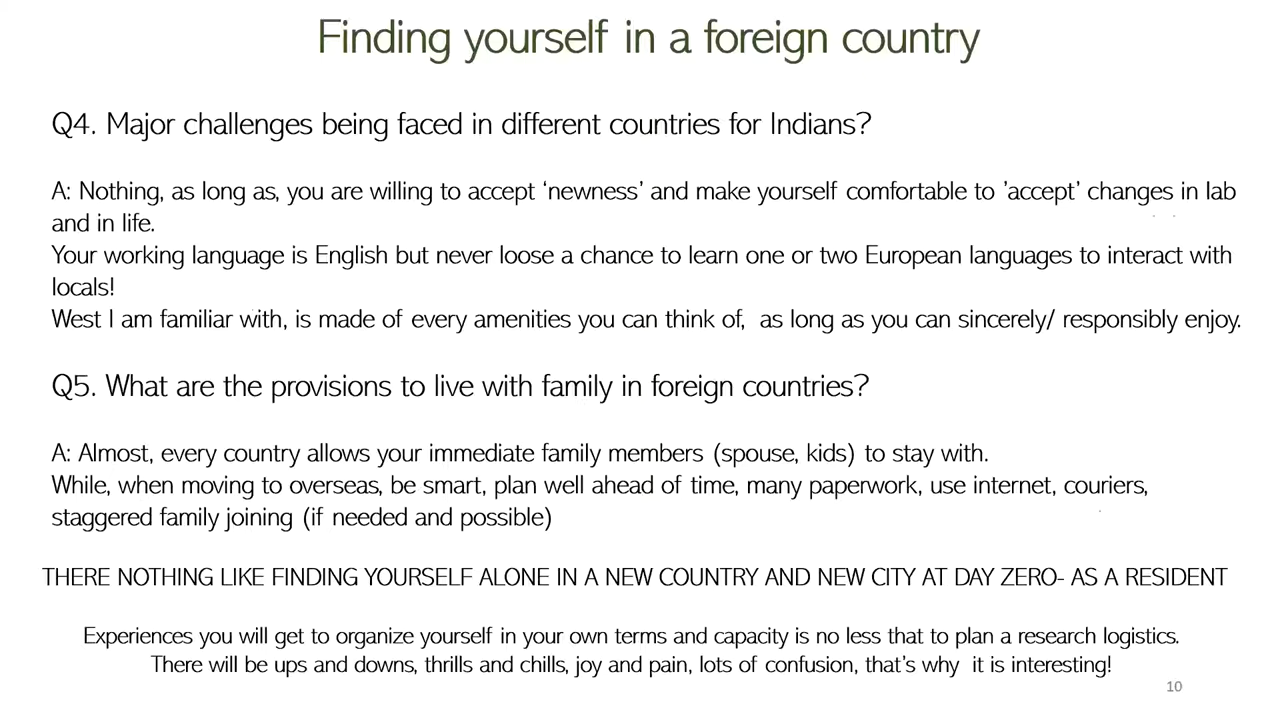 Finding yourself in a foreign country
Q4. Major challenges being faced in different countries for Indians?
A: Nothing, as long as, you are willing to accept ‘newness’ and make yourself comfortable to ’accept’ changes in lab
and in life.
Your working language is English but never loose a chance to learn one or two European languages to interact with
locals!
West I am familiar with, is made of every amenities you can think of, as long as you can sincerely/ responsibly enjoy.
Q5. What are the provisions to live with family in foreign countries?
A: Almost, every country allows your immediate family members (spouse, kids) to stay with.
While, when moving to overseas, be smart, plan well ahead of time, many paperwork, use internet, couriers,
staggered family joining (if needed and possible)
THERE NOTHING LIKE FINDING YOURSELF ALONE IN A NEW COUNTRY AND NEW CITY AT DAY ZERO- AS A RESIDENT
Experiences you will get to organize yourself in your own terms and capacity is no less that to plan a research logistics.
There will be ups and downs, thrills and chills, joy and pain, lots of confusion, that’s why it is interesting!
10